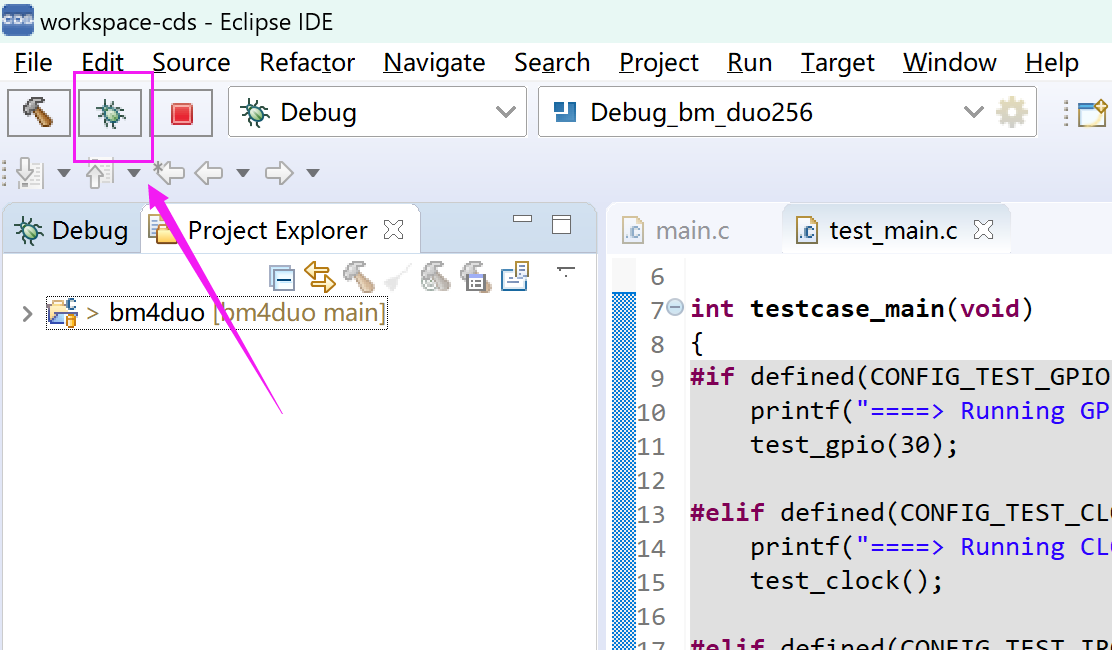 CDS workspace-cds - Eclipse IDE
File Edit Source Refactor Navigate Search Project Run Target Window Help
Debug Debug_bm_duo256
Debug Project Explorer main.c test_main.c
> bm4duo [bm4duo main]
6
7 int testcase_main(void)
8 {
9 #if defined(CONFIG_TEST_GPIO
10 printf("====> Running GP
11 test_gpio(30);
12
13 #elif defined(CONFIG_TEST_CL
14 printf("====> Running CL
15 test_clock();
16
17 #elif defined(CONFIG_TEST_IR